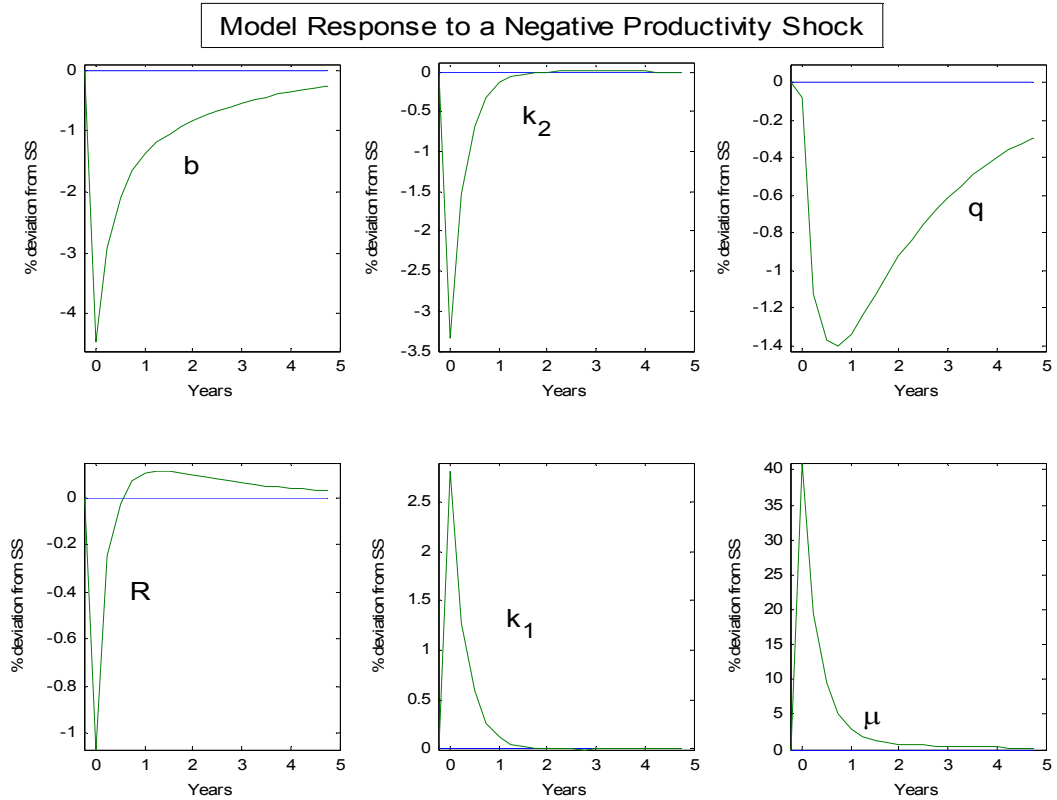 Model Response to a Negative Productivity Shock
% deviation from SS
0
-1
-2
-3
-4
b
0 1 2 3 4 5
Years
% deviation from SS
0
-0.5
-1
-1.5
-2
-2.5
-3
-3.5
k2
0 1 2 3 4 5
Years
% deviation from SS
0
-0.2
-0.4
-0.6
-0.8
-1
-1.2
-1.4
q
0 1 2 3 4 5
Years
% deviation from SS
0
-0.2
-0.4
-0.6
-0.8
-1
R
0 1 2 3 4 5
Years
% deviation from SS
2.5
2
1.5
1
0.5
0
k1
0 1 2 3 4 5
Years
% deviation from SS
40
35
30
25
20
15
10
5
0
μ
0 1 2 3 4 5
Years